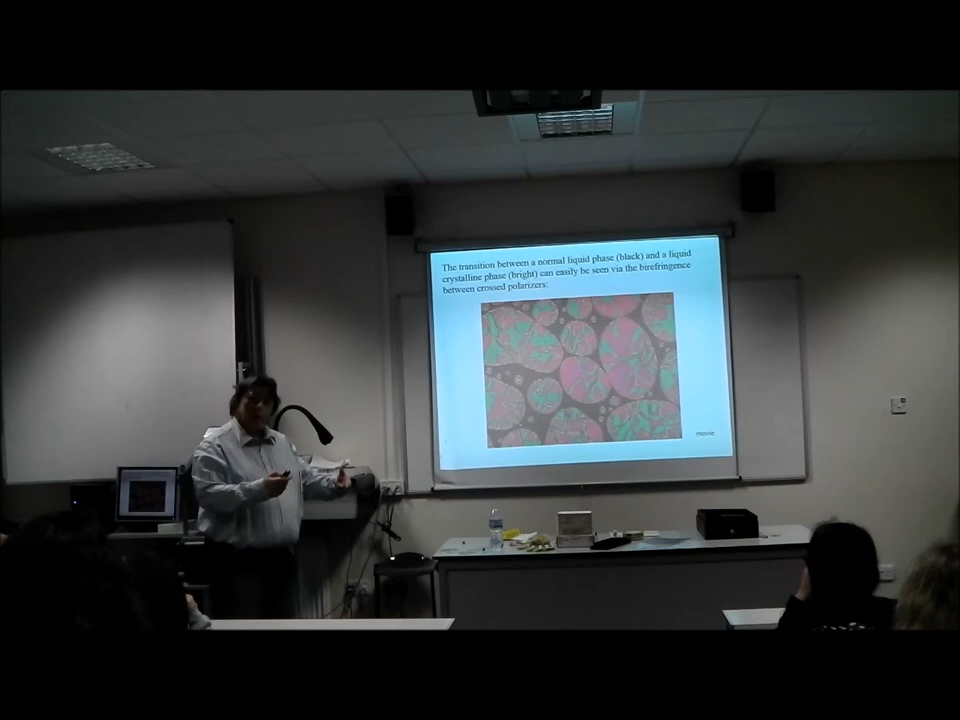 The transition between a normal liquid phase (black) and a liquid
crystalline phase (bright) can easily be seen via the birefringence
between crossed polarizers:
movie